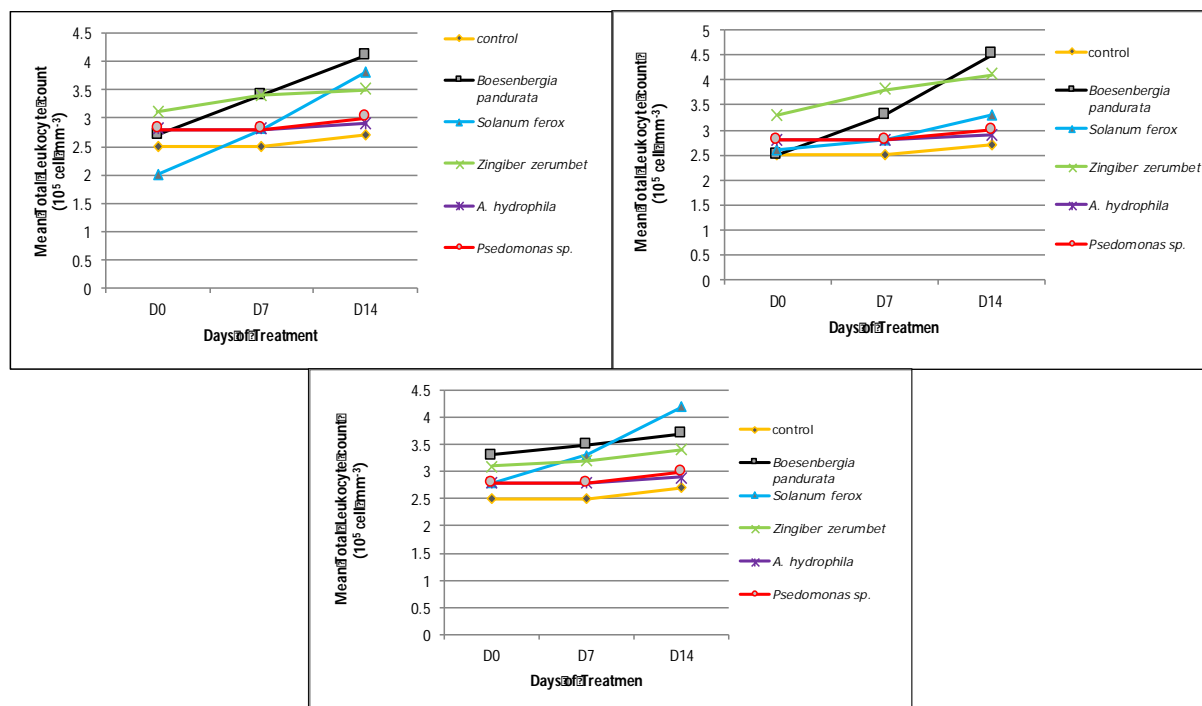 Mean Total Leukocyte count
(10⁵ cell mm⁻³)
4.5
4
3.5
3
2.5
2
1.5
1
0.5
0
D0 D7 D14
Days of Treatment
control
Boesenbergia
pandurata
Solanum ferox
Zingiber zerumbet
A. hydrophila
Psedomonas sp.
Mean Total Leukocyte count
(10⁵ cell mm⁻³)
5
4.5
4
3.5
3
2.5
2
1.5
1
0.5
0
D0 D7 D14
Days of Treatmen
control
Boesenbergia
pandurata
Solanum ferox
Zingiber zerumbet
A. hydrophila
Psedomonas sp.
Mean Total Leukocyte count
(10⁵ cell mm⁻³)
4.5
4
3.5
3
2.5
2
1.5
1
0.5
0
D0 D7 D14
Days of Treatmen
control
Boesenbergia
pandurata
Solanum ferox
Zingiber zerumbet
A. hydrophila
Psedomonas sp.